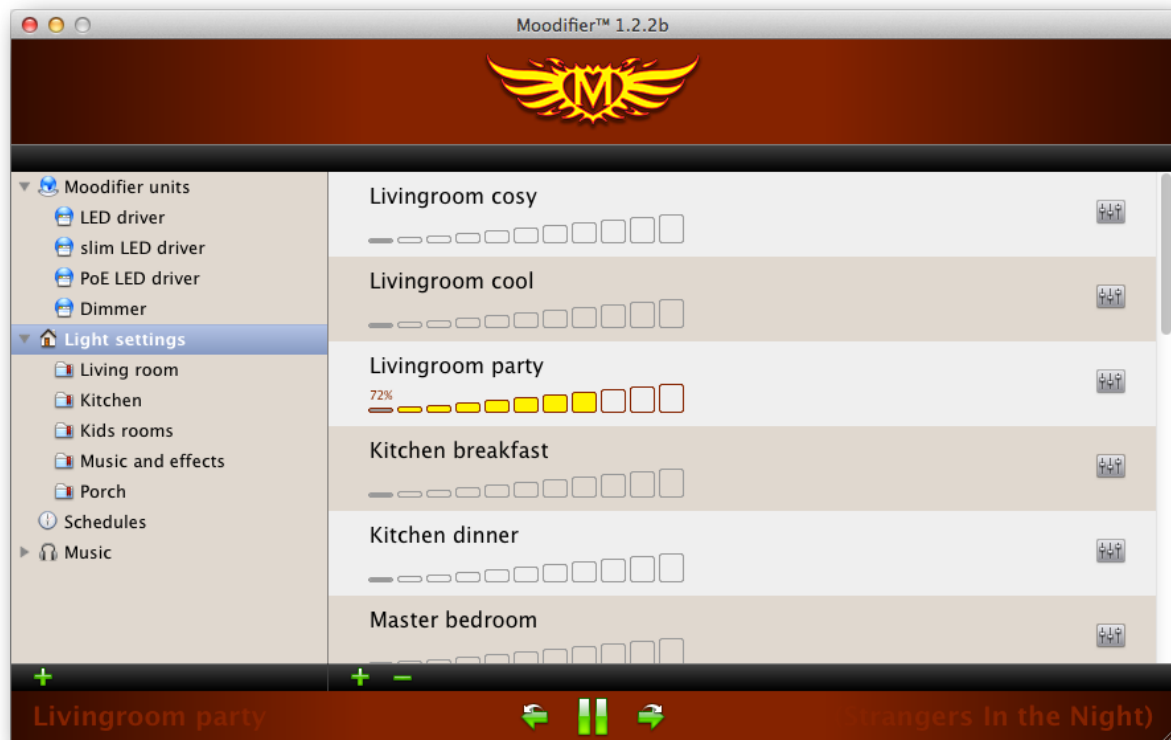 Moodifier™ 1.2.2b
M
Moodifier units
LED driver
slim LED driver
PoE LED driver
Dimmer
Light settings
Living room
Kitchen
Kids rooms
Music and effects
Porch
Schedules
Music
Livingroom cosy
Livingroom cool
Livingroom party
72%
Kitchen breakfast
Kitchen dinner
Master bedroom
Livingroom party
Strangers In the Night)